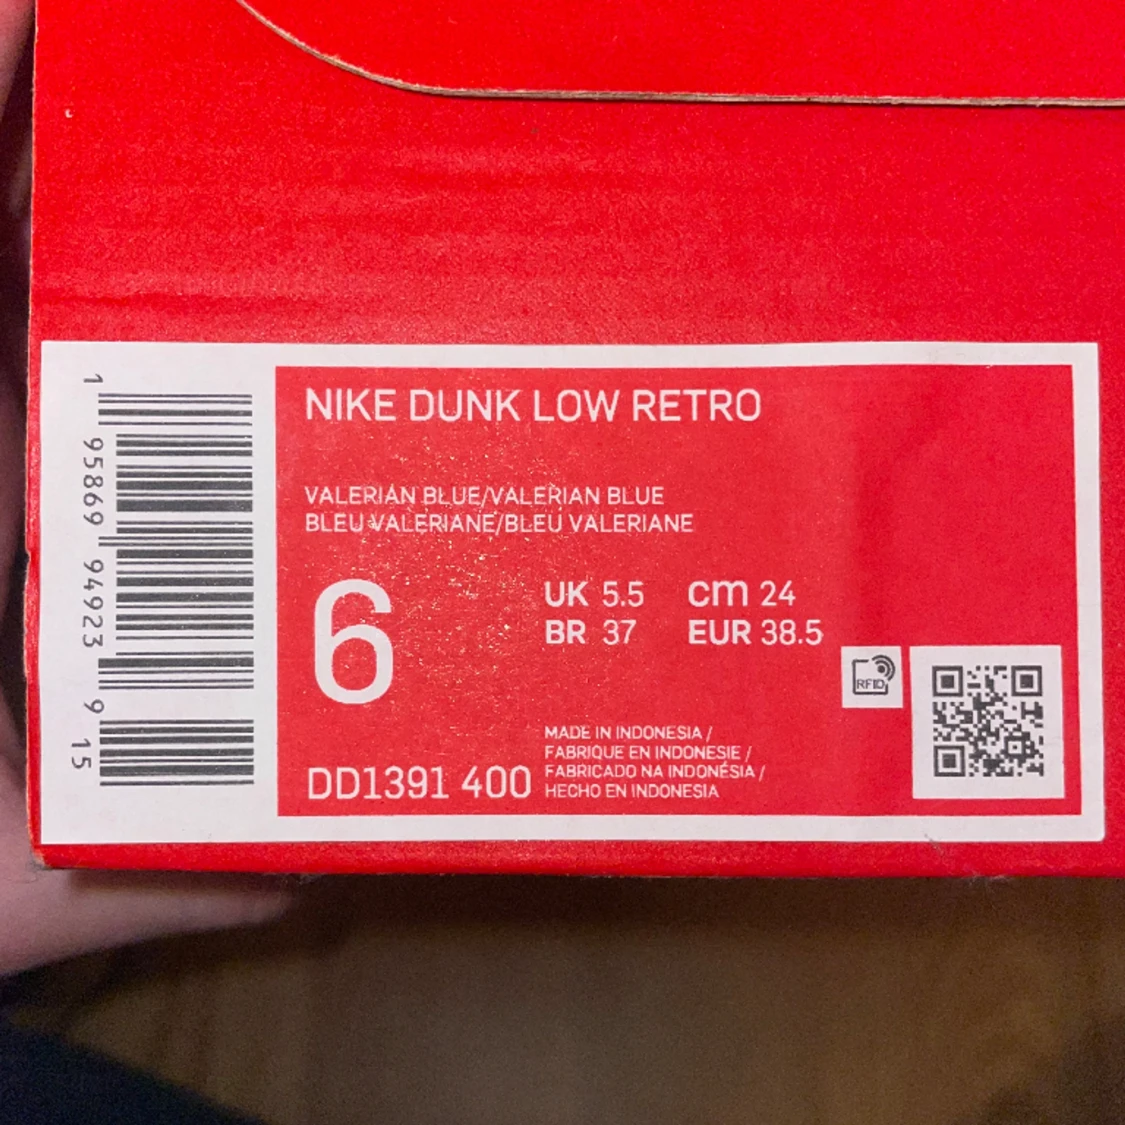 1 95869 94923 9 15
NIKE DUNK LOW RETRO
VALERIAN BLUE/VALERIAN BLUE
BLEU VALERIANE/BLEU VALERIANE
6
UK 5.5 cm 24
BR 37 EUR 38.5
RFID
MADE IN INDONESIA /
FABRIQUE EN INDONESIE /
FABRICADO NA INDONÉSIA /
HECHO EN INDONESIA
DD1391 400